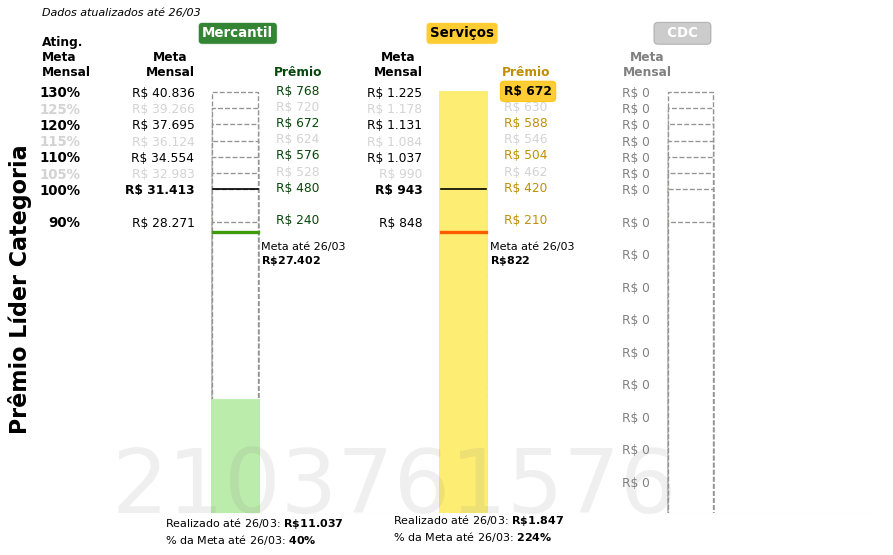 Dados atualizados até 26/03
Mercantil
Serviços
CDC
Ating.
Meta
Mensal
Meta
Mensal
Prêmio
Meta
Mensal
Prêmio
Meta
Mensal
130% R$ 40.836 R$ 768 R$ 1.225 R$ 672 R$ 0
125% R$ 39.266 R$ 720 R$ 1.178 R$ 630 R$ 0
120% R$ 37.695 R$ 672 R$ 1.131 R$ 588 R$ 0
115% R$ 36.124 R$ 624 R$ 1.084 R$ 546 R$ 0
110% R$ 34.554 R$ 576 R$ 1.037 R$ 504 R$ 0
105% R$ 32.983 R$ 528 R$ 990 R$ 462 R$ 0
100% R$ 31.413 R$ 480 R$ 943 R$ 420 R$ 0
90% R$ 28.271 R$ 240 R$ 848 R$ 210 R$ 0
Meta até 26/03
R$27.402
Meta até 26/03
R$822
R$ 0
R$ 0
R$ 0
R$ 0
R$ 0
R$ 0
R$ 0
R$ 0
Prêmio Líder Categoria
2103761576
Realizado até 26/03: R$11.037
% da Meta até 26/03: 40%
Realizado até 26/03: R$1.847
% da Meta até 26/03: 224%